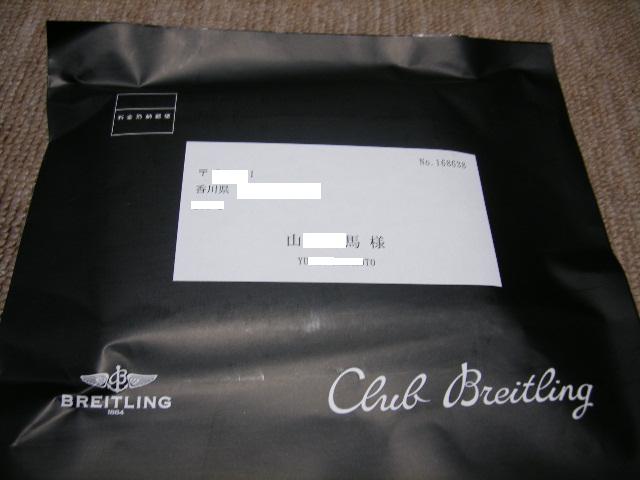 料金別納郵便
No.168638
〒 1
香川県
山 馬 様
YU TO
BREITLING
1884
Club Breitling